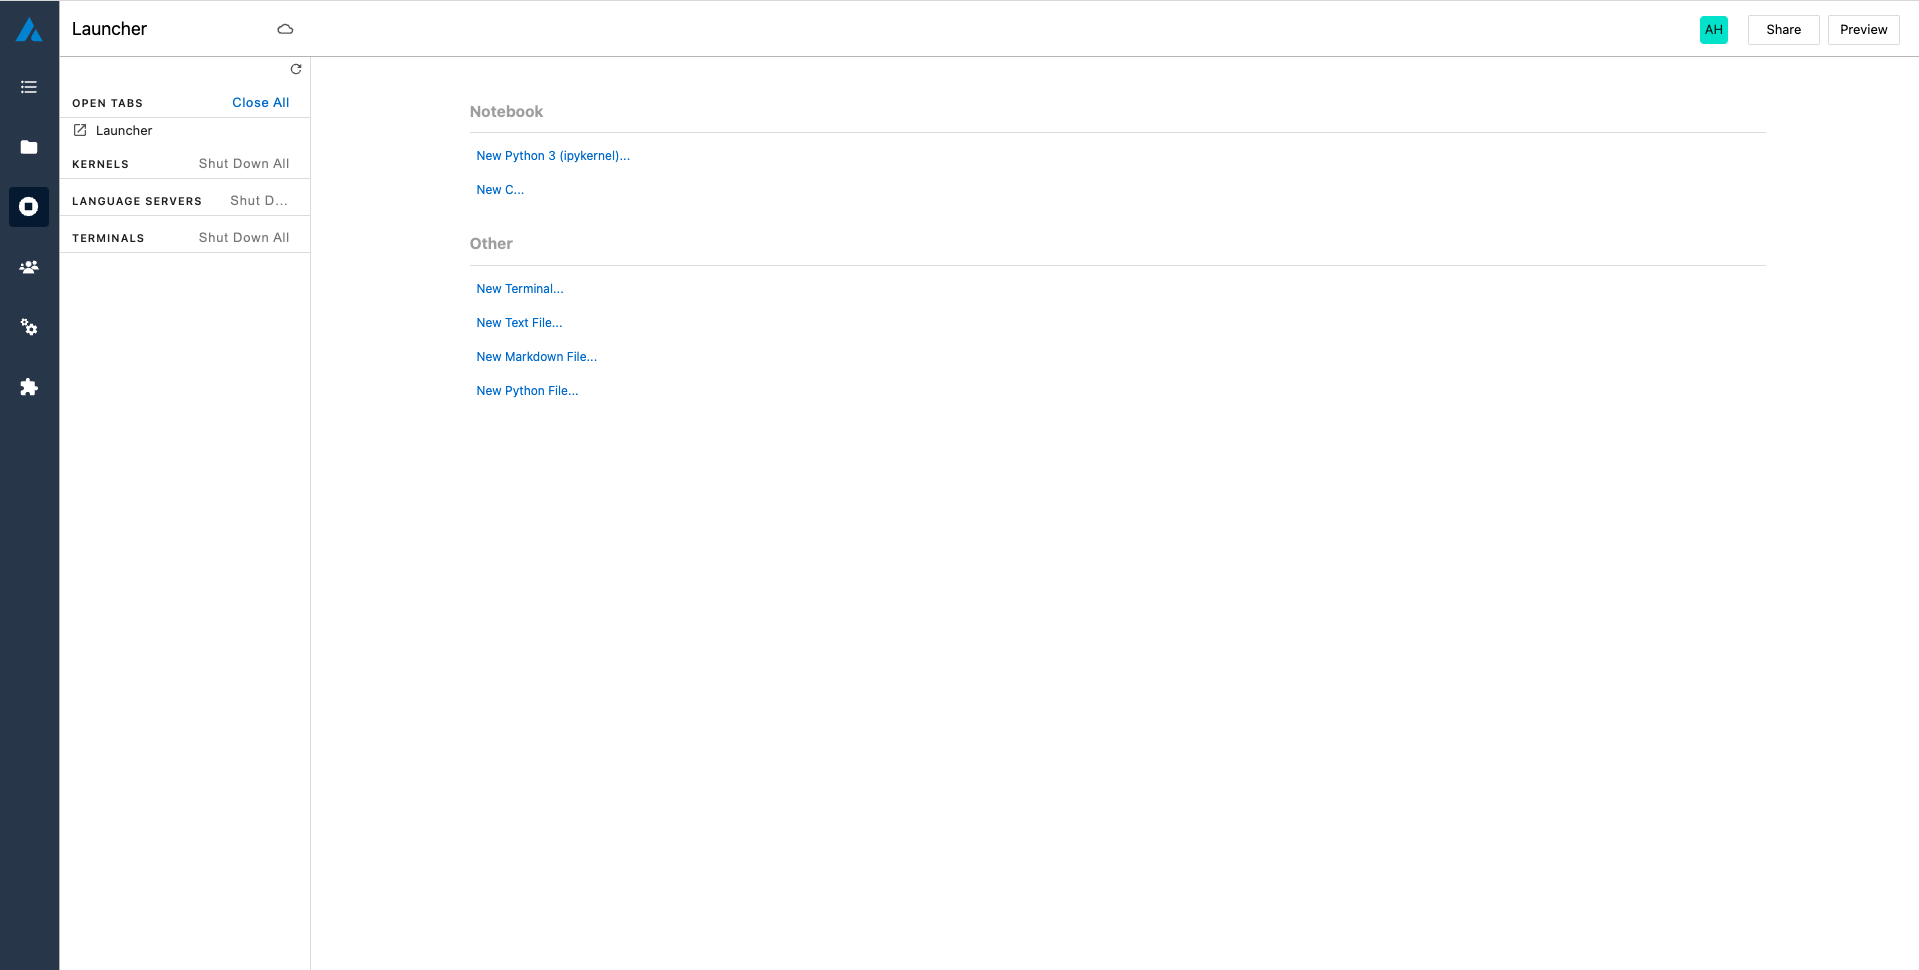 Launcher
AH
Share
Preview
OPEN TABS
Close All
Launcher
KERNELS
Shut Down All
LANGUAGE SERVERS
Shut D...
TERMINALS
Shut Down All
Notebook
New Python 3 (ipykernel)...
New C...
Other
New Terminal...
New Text File...
New Markdown File...
New Python File...